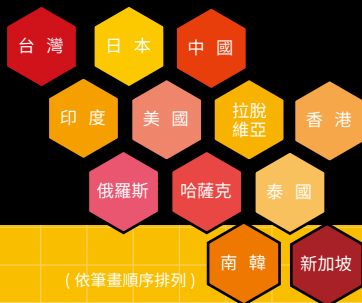 台灣
日本
中國
印度
美國
拉脫
維亞
香港
俄羅斯
哈薩克
泰國
南韓
新加坡
(依筆畫順序排列)